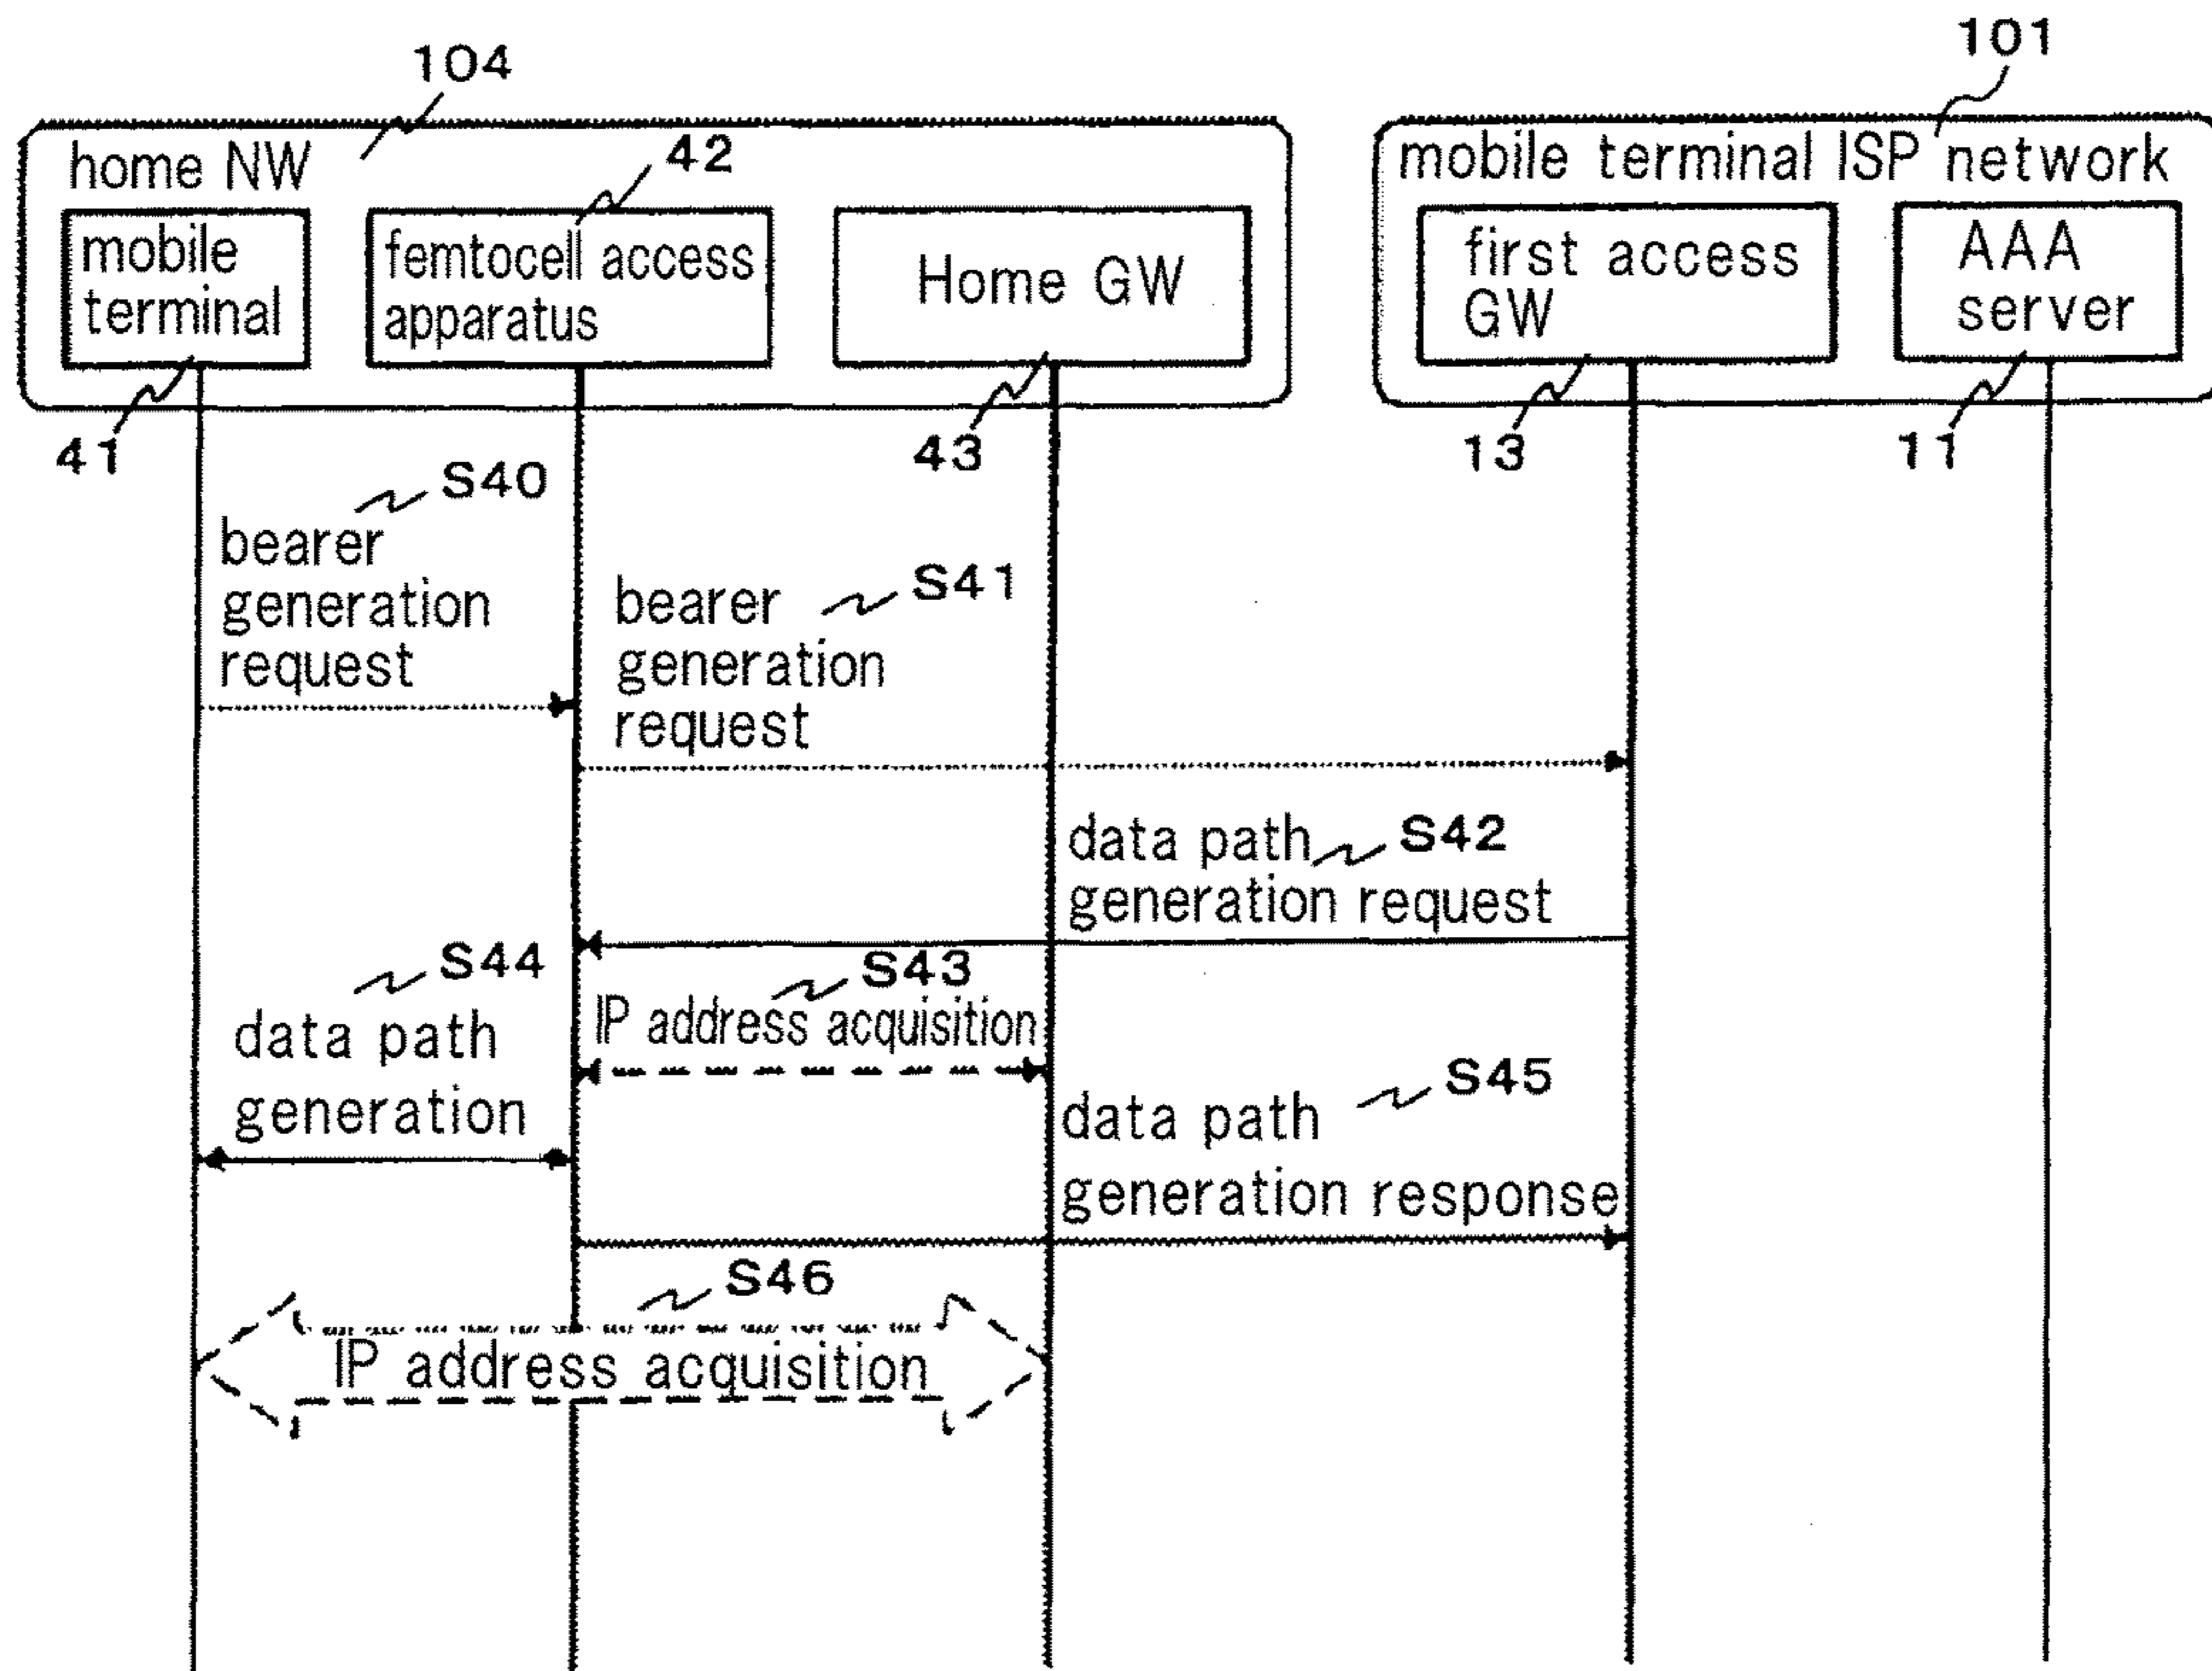 104
101
home NW
42
mobile terminal ISP network
mobile
terminal
femtocell access
apparatus
Home GW
first access
GW
AAA
server
41
43
13
11
S40
bearer
generation
request
S41
bearer
generation
request
S42
data path
generation request
S44
data path
generation
S43
IP address acquisition
S45
data path
generation response
S46
IP address acquisition